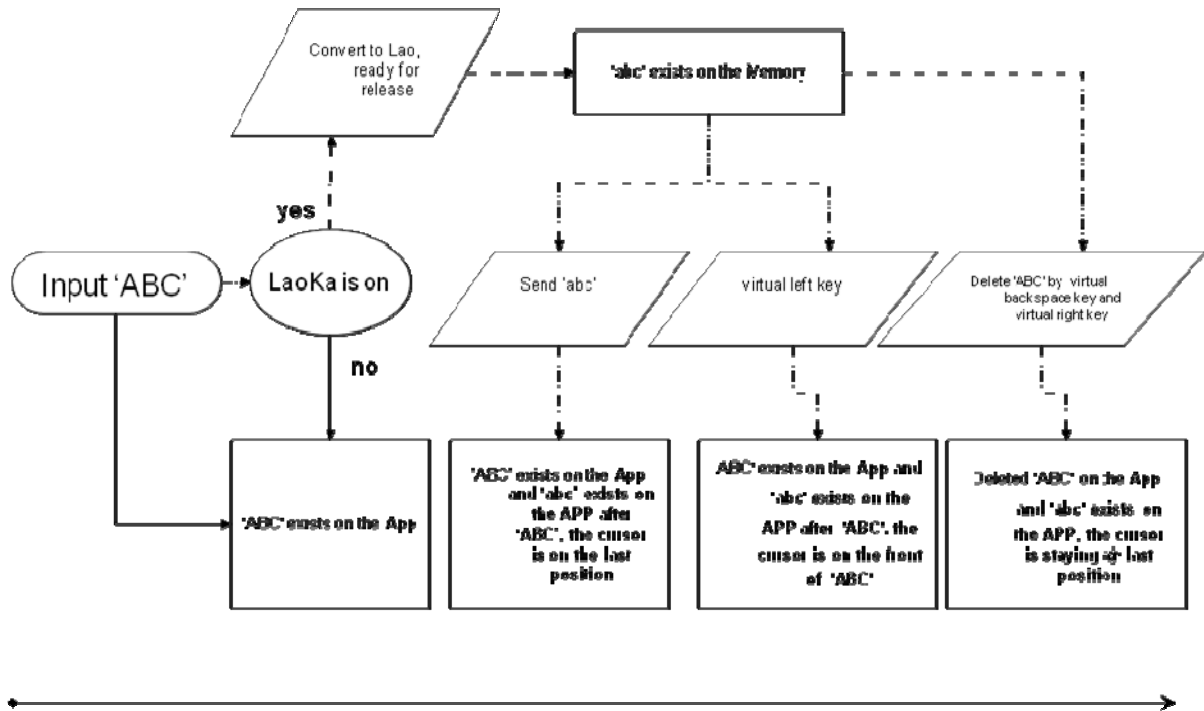 Convert to Lao,
ready for
release
'abc' exists on the Memory
yes
Input 'ABC'
LaoKa is on
Send 'abc'
virtual left key
Delete 'ABC' by virtual
backspace key and
virtual right key
no
'ABC' exists on the App
'ABC' exists on the App
and 'abc' exists on
the APP after
'ABC', the cursor
is on the last
position
ABC' exists on the App and
'abc' exists on the
APP after 'ABC', the
cursor is on the front
of 'ABC'
Deleted 'ABC' on the App
and 'abc' exists on
the APP, the cursor
is staying last
position